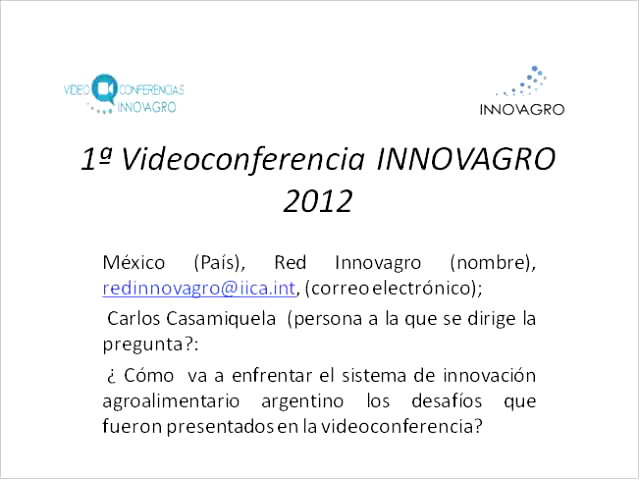 VIDEO CONFERENCIAS
INNOVAGRO
INNOVAGRO
1ª Videoconferencia INNOVAGRO
2012
México (País), Red Innovagro (nombre),
redinnovagro@iica.int, (correo electrónico);
Carlos Casamiquela (persona a la que se dirige la
pregunta?:
¿ Cómo va a enfrentar el sistema de innovación
agroalimentario argentino los desafíos que
fueron presentados en la videoconferencia?